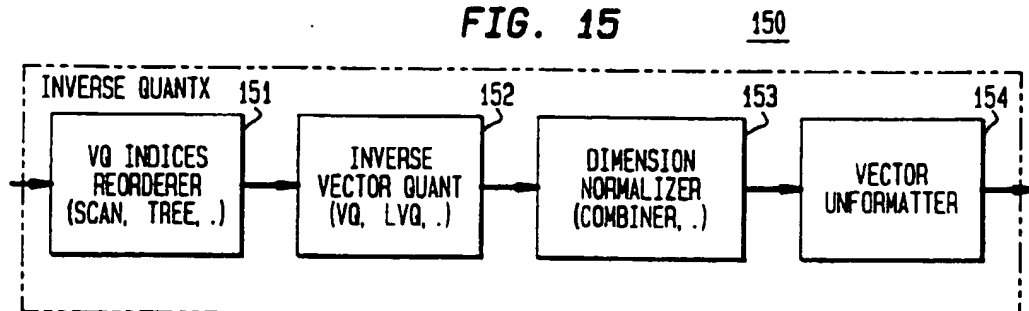 FIG. 15
150
INVERSE QUANTX
151
152
153
154
VQ INDICES
REORDERER
(SCAN, TREE, .)
INVERSE
VECTOR QUANT
(VQ, LVQ, .)
DIMENSION
NORMALIZER
(COMBINER, .)
VECTOR
UNFORMATTER